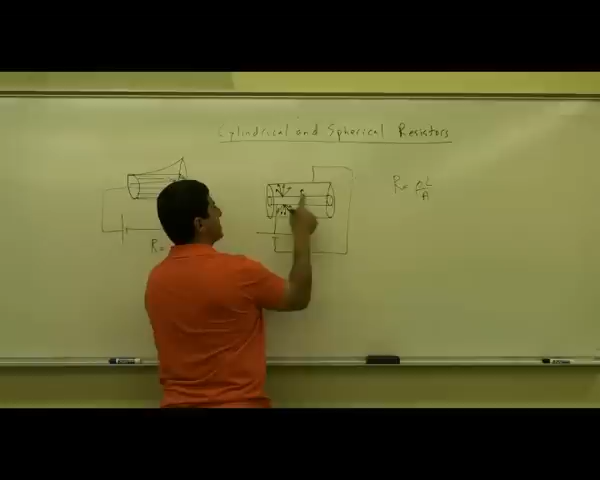 Cylindrical and Spherical Resistors
R = ρL/A
R =